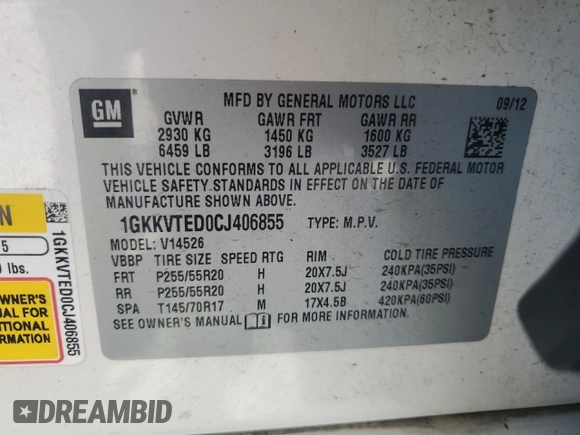 GM
MFD BY GENERAL MOTORS LLC 09/12
GVWR GAWR FRT GAWR RR
2930 KG 1450 KG 1600 KG
6459 LB 3196 LB 3527 LB
THIS VEHICLE CONFORMS TO ALL APPLICABLE U.S. FEDERAL MOTOR
VEHICLE SAFETY STANDARDS IN EFFECT ON THE DATE OF
MANUFACTURE SHOWN ABOVE.
1GKKVTED0CJ406855 TYPE: M.P.V.
MODEL: V14526
VBBP TIRE SIZE SPEED RTG RIM COLD TIRE PRESSURE
FRT P255/55R20 H 20X7.5J 240KPA(35PSI)
RR P255/55R20 H 20X7.5J 240KPA(35PSI)
SPA T145/70R17 M 17X4.5B 420KPA(60PSI)
SEE OWNER'S MANUAL FOR MORE INFORMATION.
5
lbs.
OWNER'S
FOR
1GKKVTED0CJ406855
DREAMBID